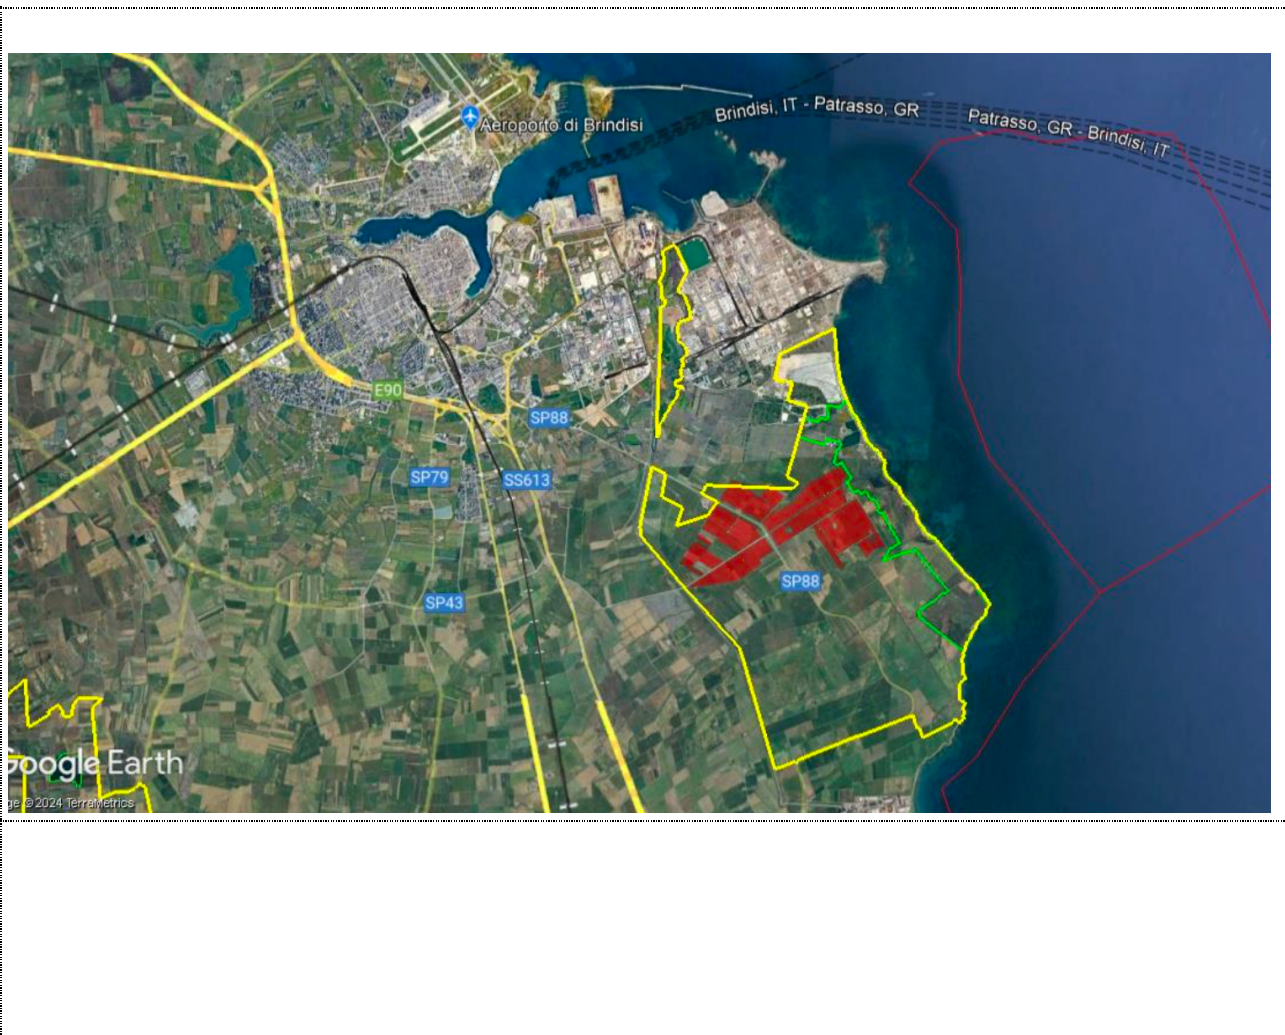 Brindisi, IT - Patrasso, GR
Patrasso, GR - Brindisi, IT
Aeroporto di Brindisi
E90
SP88
SP79
SS613
SP88
SP43
Google Earth
ge © 2024 TerraMetrics